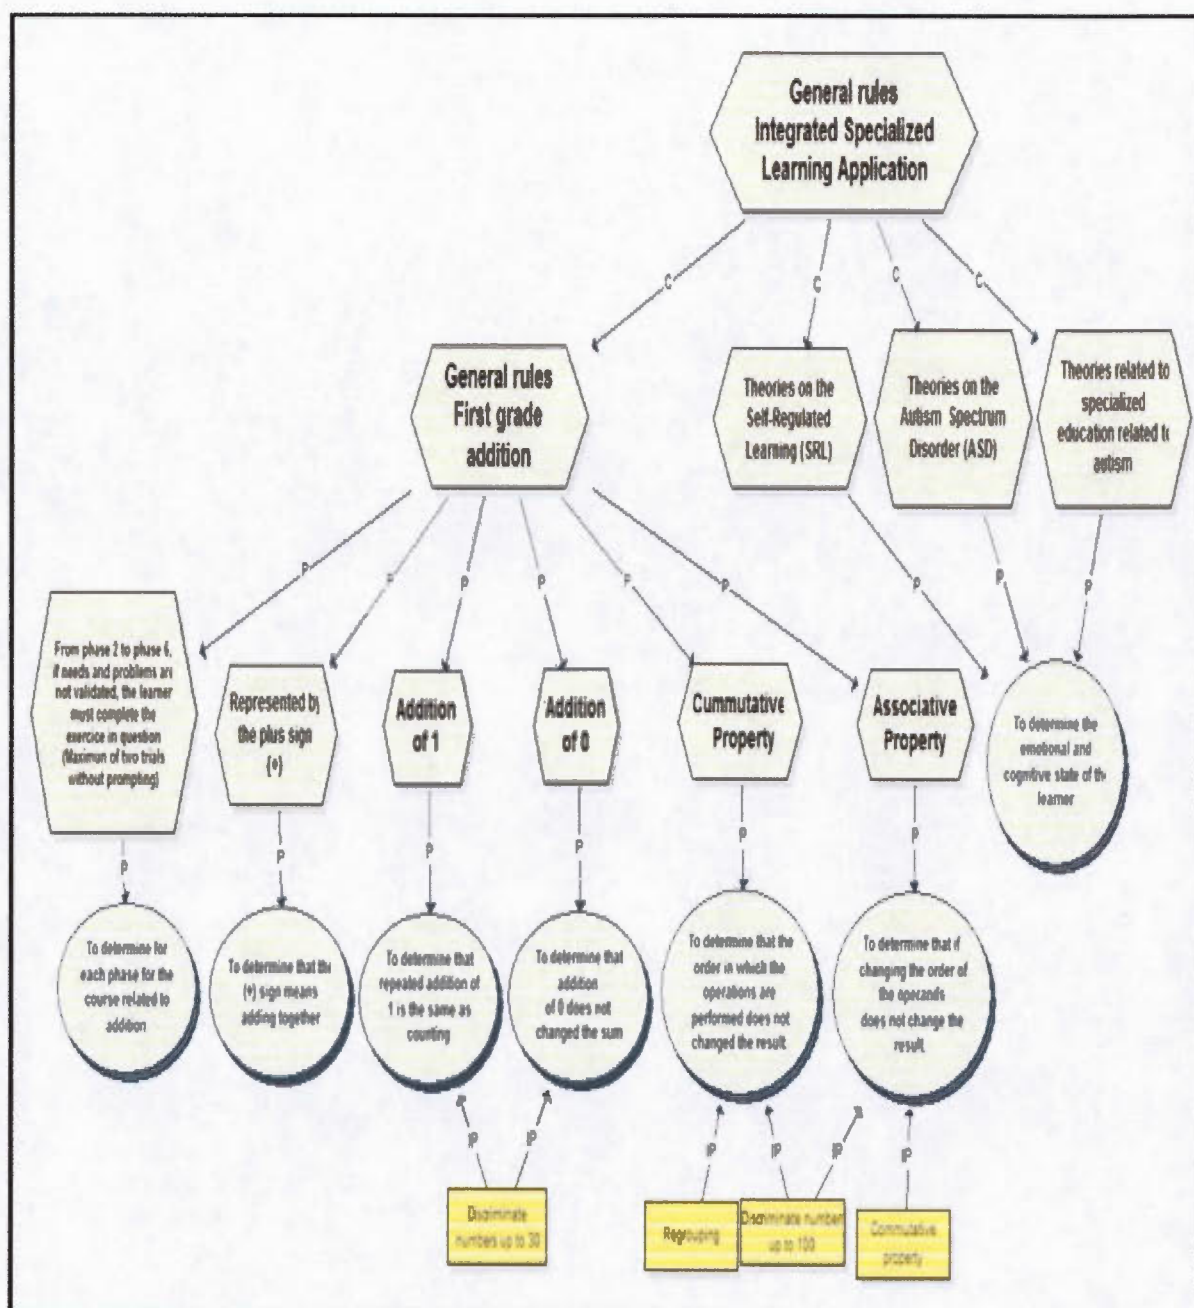 General rules
Integrated Specialized
Learning Application
C
C
C
C
General rules
First grade
addition
Theories on the
Self-Regulated
Learning (SRL)
Theories on the
Autism Spectrum
Disorder (ASD)
Theories related to
specialized
education related to
autism
P
P
P
P
P
P
P
P
P
From phase 2 to phase 6,
if needs and problems are
not validated, the learner
must complete the
exercice in question
(Maximun of two trials
without prompting)
Represented by
the plus sign
(+)
Addition
of 1
Addition
of 0
Cummutative
Property
Associative
Property
To determine the
emotional and
cognitive state of the
learner
P
P
P
P
P
P
To determine for
each phase for the
course related to
addition
To determine that the
(+) sign means
adding together
To determine that
repeated addition of
1 is the same as
counting
To determine that
addition
of 0 does not
changed the sum
To determine that the
order in which the
operations are
performed does not
changed the result.
To determine that if
changing the order of
the operands
does not change the
result.
IP
IP
IP
IP
IP
IP
Discriminate
numbers up to 30
Regrouping
Discriminate number
up to 100
Commutative
property